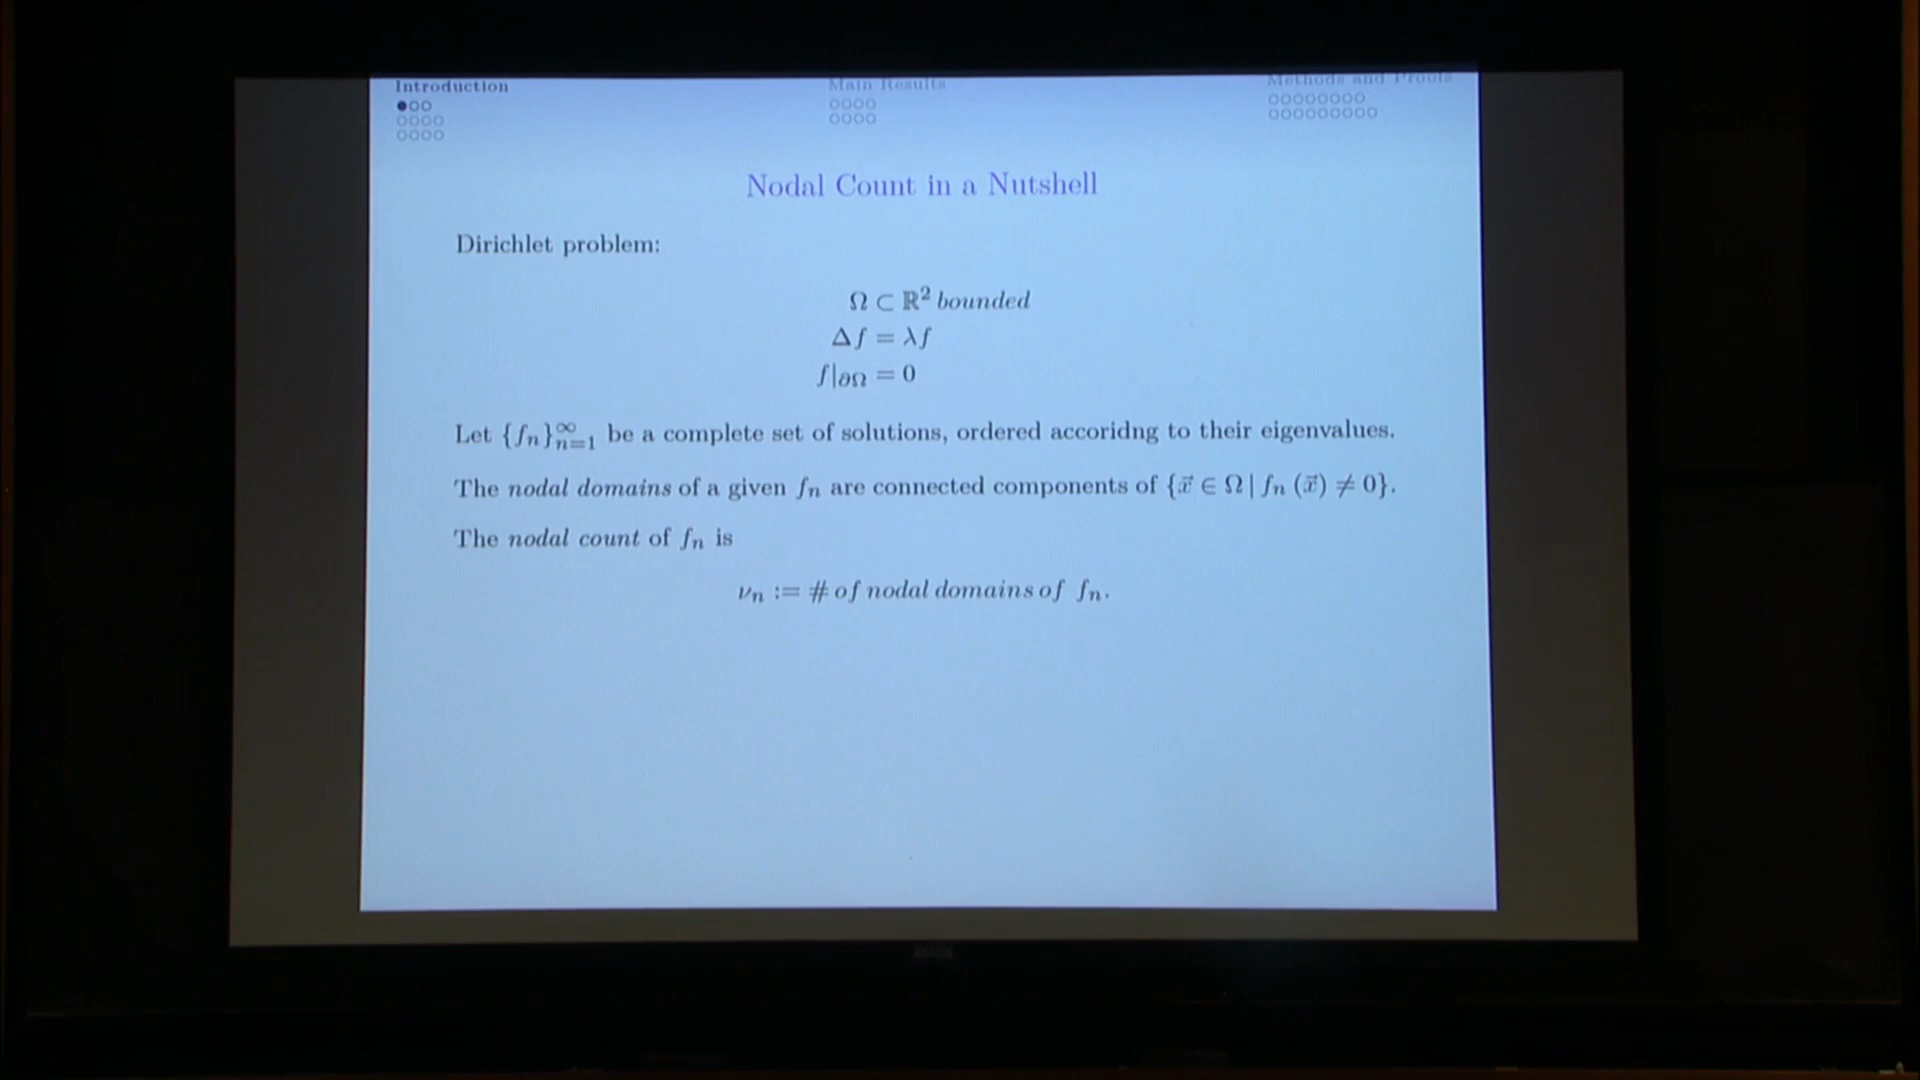 Introduction
Main Results
Methods and Proofs
Nodal Count in a Nutshell
Dirichlet problem:
Ω ⊂ ℝ² bounded
Δf = λf
f|∂Ω = 0
Let {fₙ}ₙ₌₁^∞ be a complete set of solutions, ordered accoridng to their eigenvalues.
The nodal domains of a given fₙ are connected components of {x⃗ ∈ Ω | fₙ (x⃗) ≠ 0}.
The nodal count of fₙ is
νₙ := # of nodal domains of fₙ.